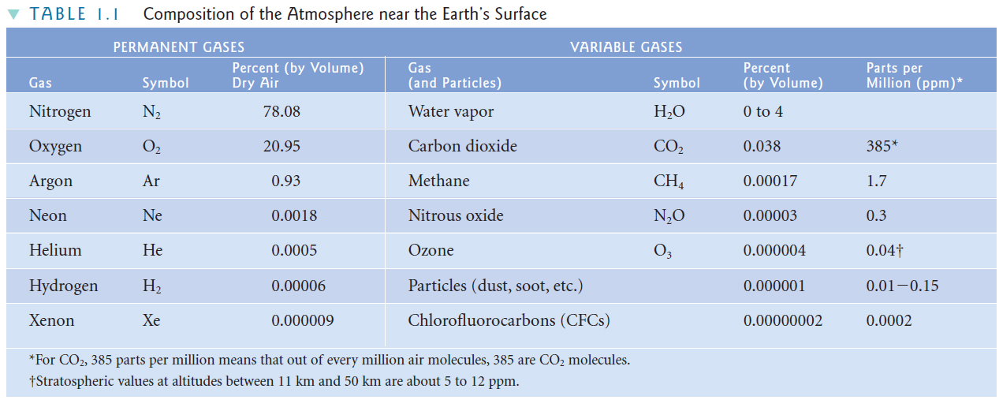 ▼ TABLE 1.1 Composition of the Atmosphere near the Earth's Surface
PERMANENT GASES VARIABLE GASES
Gas Symbol Percent (by Volume) Dry Air Gas (and Particles) Symbol Percent (by Volume) Parts per Million (ppm)*
Nitrogen N₂ 78.08 Water vapor H₂O 0 to 4
Oxygen O₂ 20.95 Carbon dioxide CO₂ 0.038 385*
Argon Ar 0.93 Methane CH₄ 0.00017 1.7
Neon Ne 0.0018 Nitrous oxide N₂O 0.00003 0.3
Helium He 0.0005 Ozone O₃ 0.000004 0.04†
Hydrogen H₂ 0.00006 Particles (dust, soot, etc.) 0.000001 0.01–0.15
Xenon Xe 0.000009 Chlorofluorocarbons (CFCs) 0.00000002 0.0002
*For CO₂, 385 parts per million means that out of every million air molecules, 385 are CO₂ molecules.
†Stratospheric values at altitudes between 11 km and 50 km are about 5 to 12 ppm.